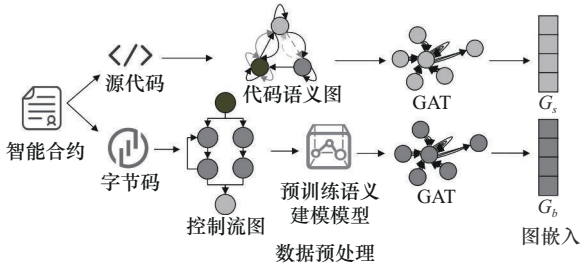 </>
源代码
代码语义图
GAT
G_s
智能合约
字节码
控制流图
预训练语义
建模模型
GAT
G_b
图嵌入
数据预处理